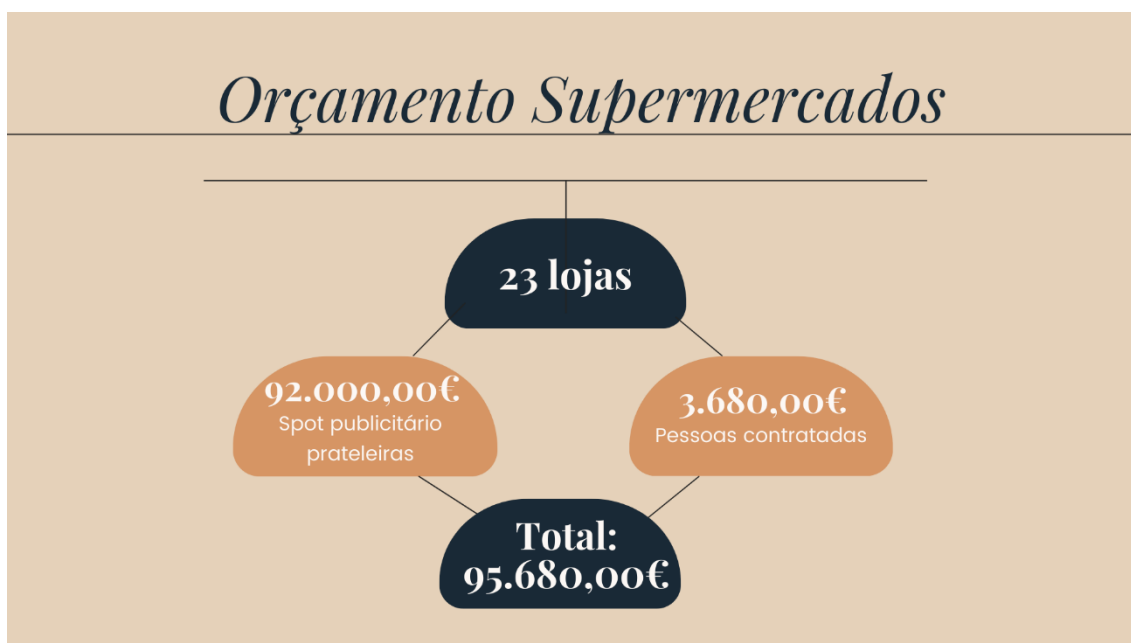 Orçamento Supermercados
23 lojas
92.000,00€
Spot publicitário
prateleiras
3.680,00€
Pessoas contratadas
Total:
95.680,00€